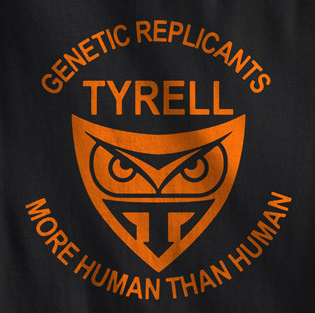 GENETIC REPLICANTS
TYRELL
MORE HUMAN THAN HUMAN